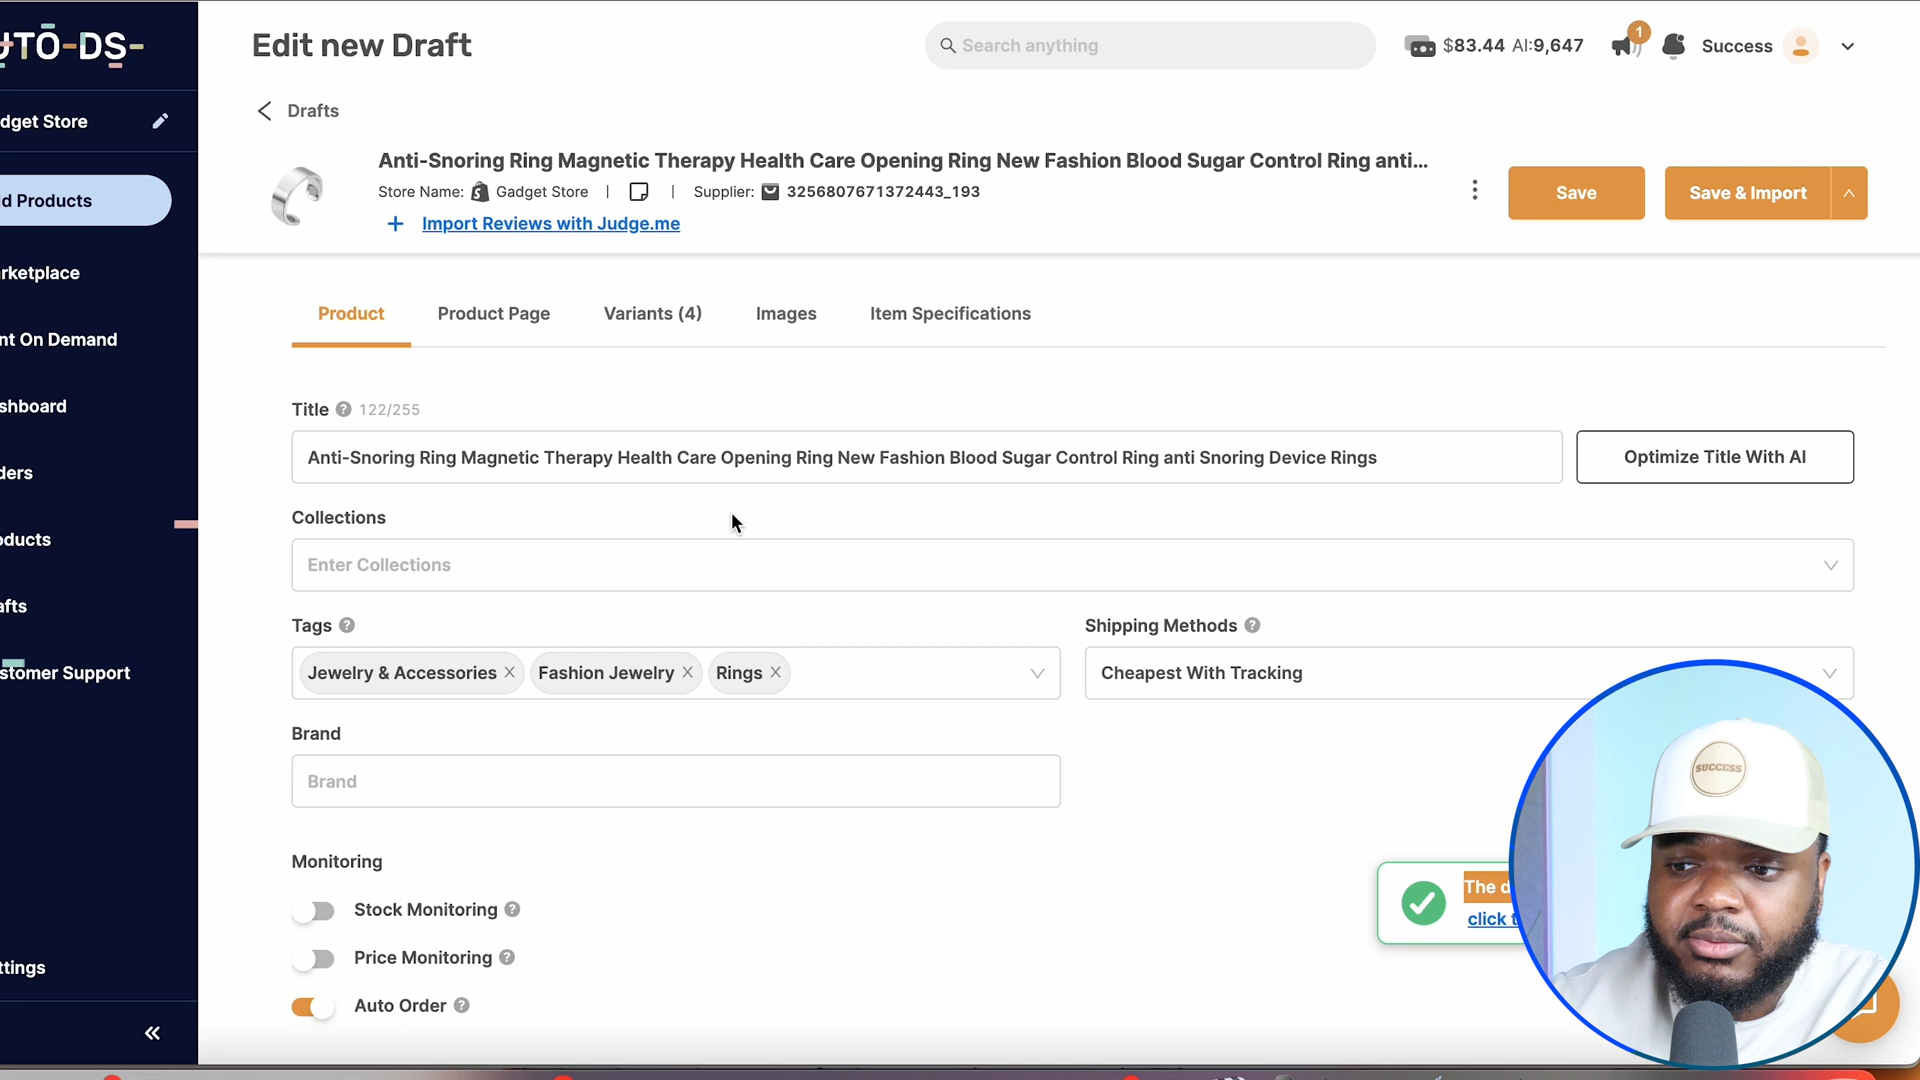 UTO-DS-
Edit new Draft
Search anything
$83.44 AI:9,647
1
Success
dget Store
Drafts
Anti-Snoring Ring Magnetic Therapy Health Care Opening Ring New Fashion Blood Sugar Control Ring anti...
Store Name: Gadget Store | | Supplier: 3256807671372443_193
+ Import Reviews with Judge.me
Save
Save & Import
d Products
rketplace
nt On Demand
shboard
ders
oducts
afts
stomer Support
ttings
Product
Product Page
Variants (4)
Images
Item Specifications
Title ? 122/255
Anti-Snoring Ring Magnetic Therapy Health Care Opening Ring New Fashion Blood Sugar Control Ring anti Snoring Device Rings
Optimize Title With AI
Collections
Enter Collections
Tags ?
Shipping Methods ?
Jewelry & Accessories
Fashion Jewelry
Rings
Cheapest With Tracking
Brand
Brand
Monitoring
Stock Monitoring ?
Price Monitoring ?
Auto Order ?
The d
click t
SUCCESS